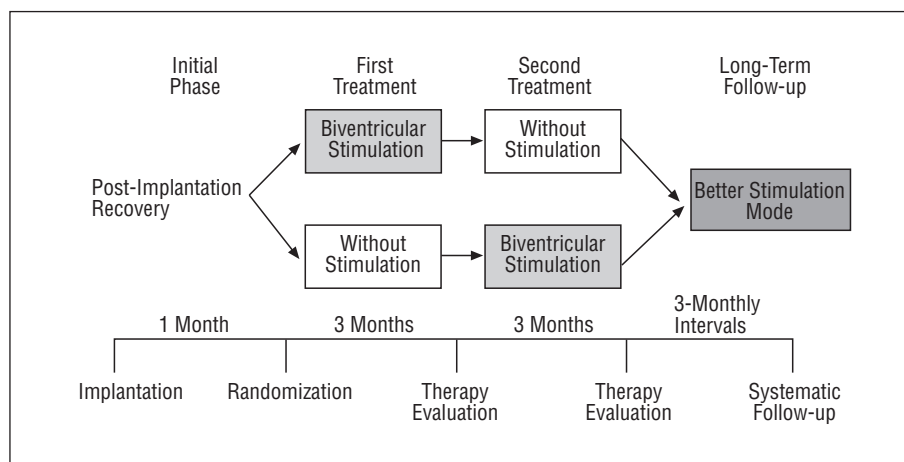 Initial
Phase
First
Treatment
Second
Treatment
Long-Term
Follow-up
Biventricular
Stimulation
Without
Stimulation
Post-Implantation
Recovery
Better Stimulation
Mode
Without
Stimulation
Biventricular
Stimulation
1 Month
3 Months
3 Months
3-Monthly
Intervals
Implantation
Randomization
Therapy
Evaluation
Therapy
Evaluation
Systematic
Follow-up